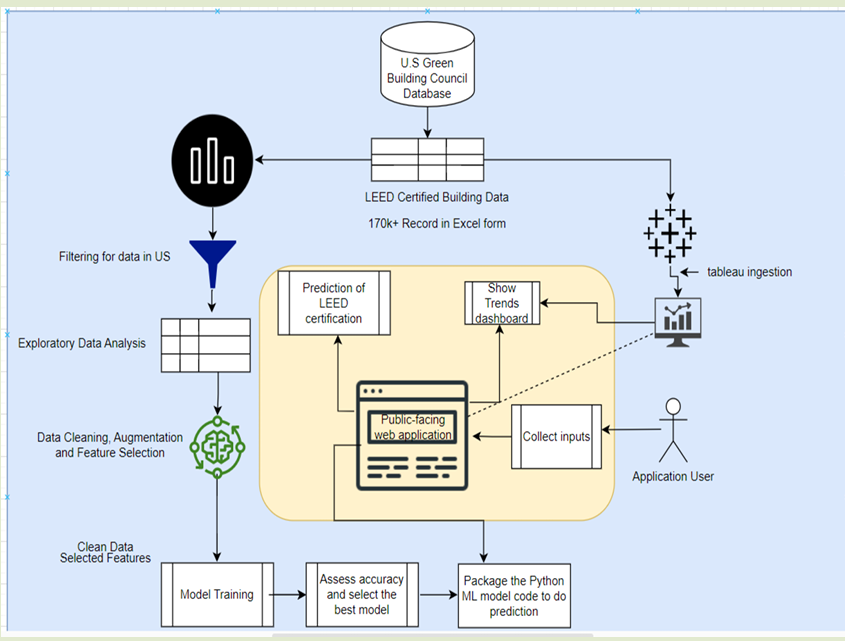 U.S Green
Building Council
Database
LEED Certified Building Data
170k+ Record in Excel form
Filtering for data in US
tableau ingestion
Prediction of
LEED
certification
Show
Trends
dashboard
Exploratory Data Analysis
Public-facing
web application
Collect inputs
Data Cleaning, Augmentation
and Feature Selection
Application User
Clean Data
Selected Features
Model Training
Assess accuracy
and select the
best model
Package the Python
ML model code to do
prediction